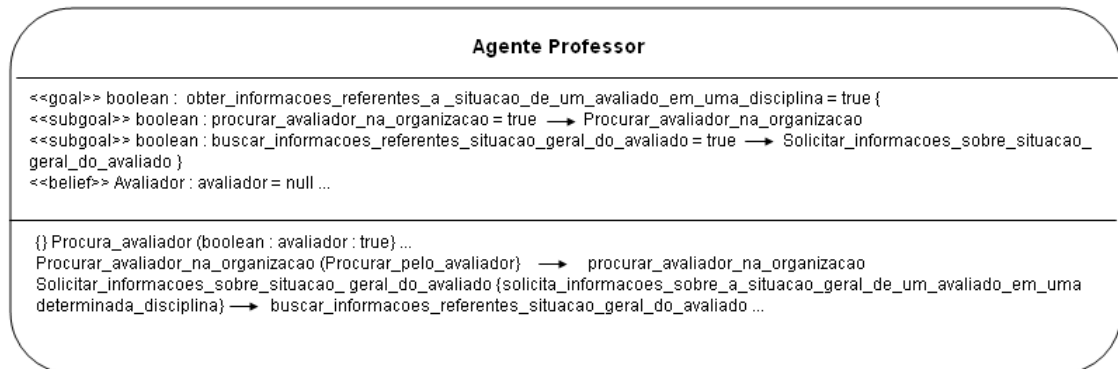 Agente Professor
<<goal>> boolean : obter_informacoes_referentes_a _situacao_de_um_avaliado_em_uma_disciplina = true {
<<subgoal>> boolean : procurar_avaliador_na_organizacao = true → Procurar_avaliador_na_organizacao
<<subgoal>> boolean : buscar_informacoes_referentes_situacao_geral_do_avaliado = true → Solicitar_informacoes_sobre_situacao_
geral_do_avaliado }
<<belief>> Avaliador : avaliador = null ...
{} Procura_avaliador (boolean : avaliador : true} ...
Procurar_avaliador_na_organizacao (Procurar_pelo_avaliador} → procurar_avaliador_na_organizacao
Solicitar_informacoes_sobre_situacao_ geral_do_avaliado {solicita_informacoes_sobre_a_situacao_geral_de_um_avaliado_em_uma
determinada_disciplina} → buscar_informacoes_referentes_situacao_geral_do_avaliado ...